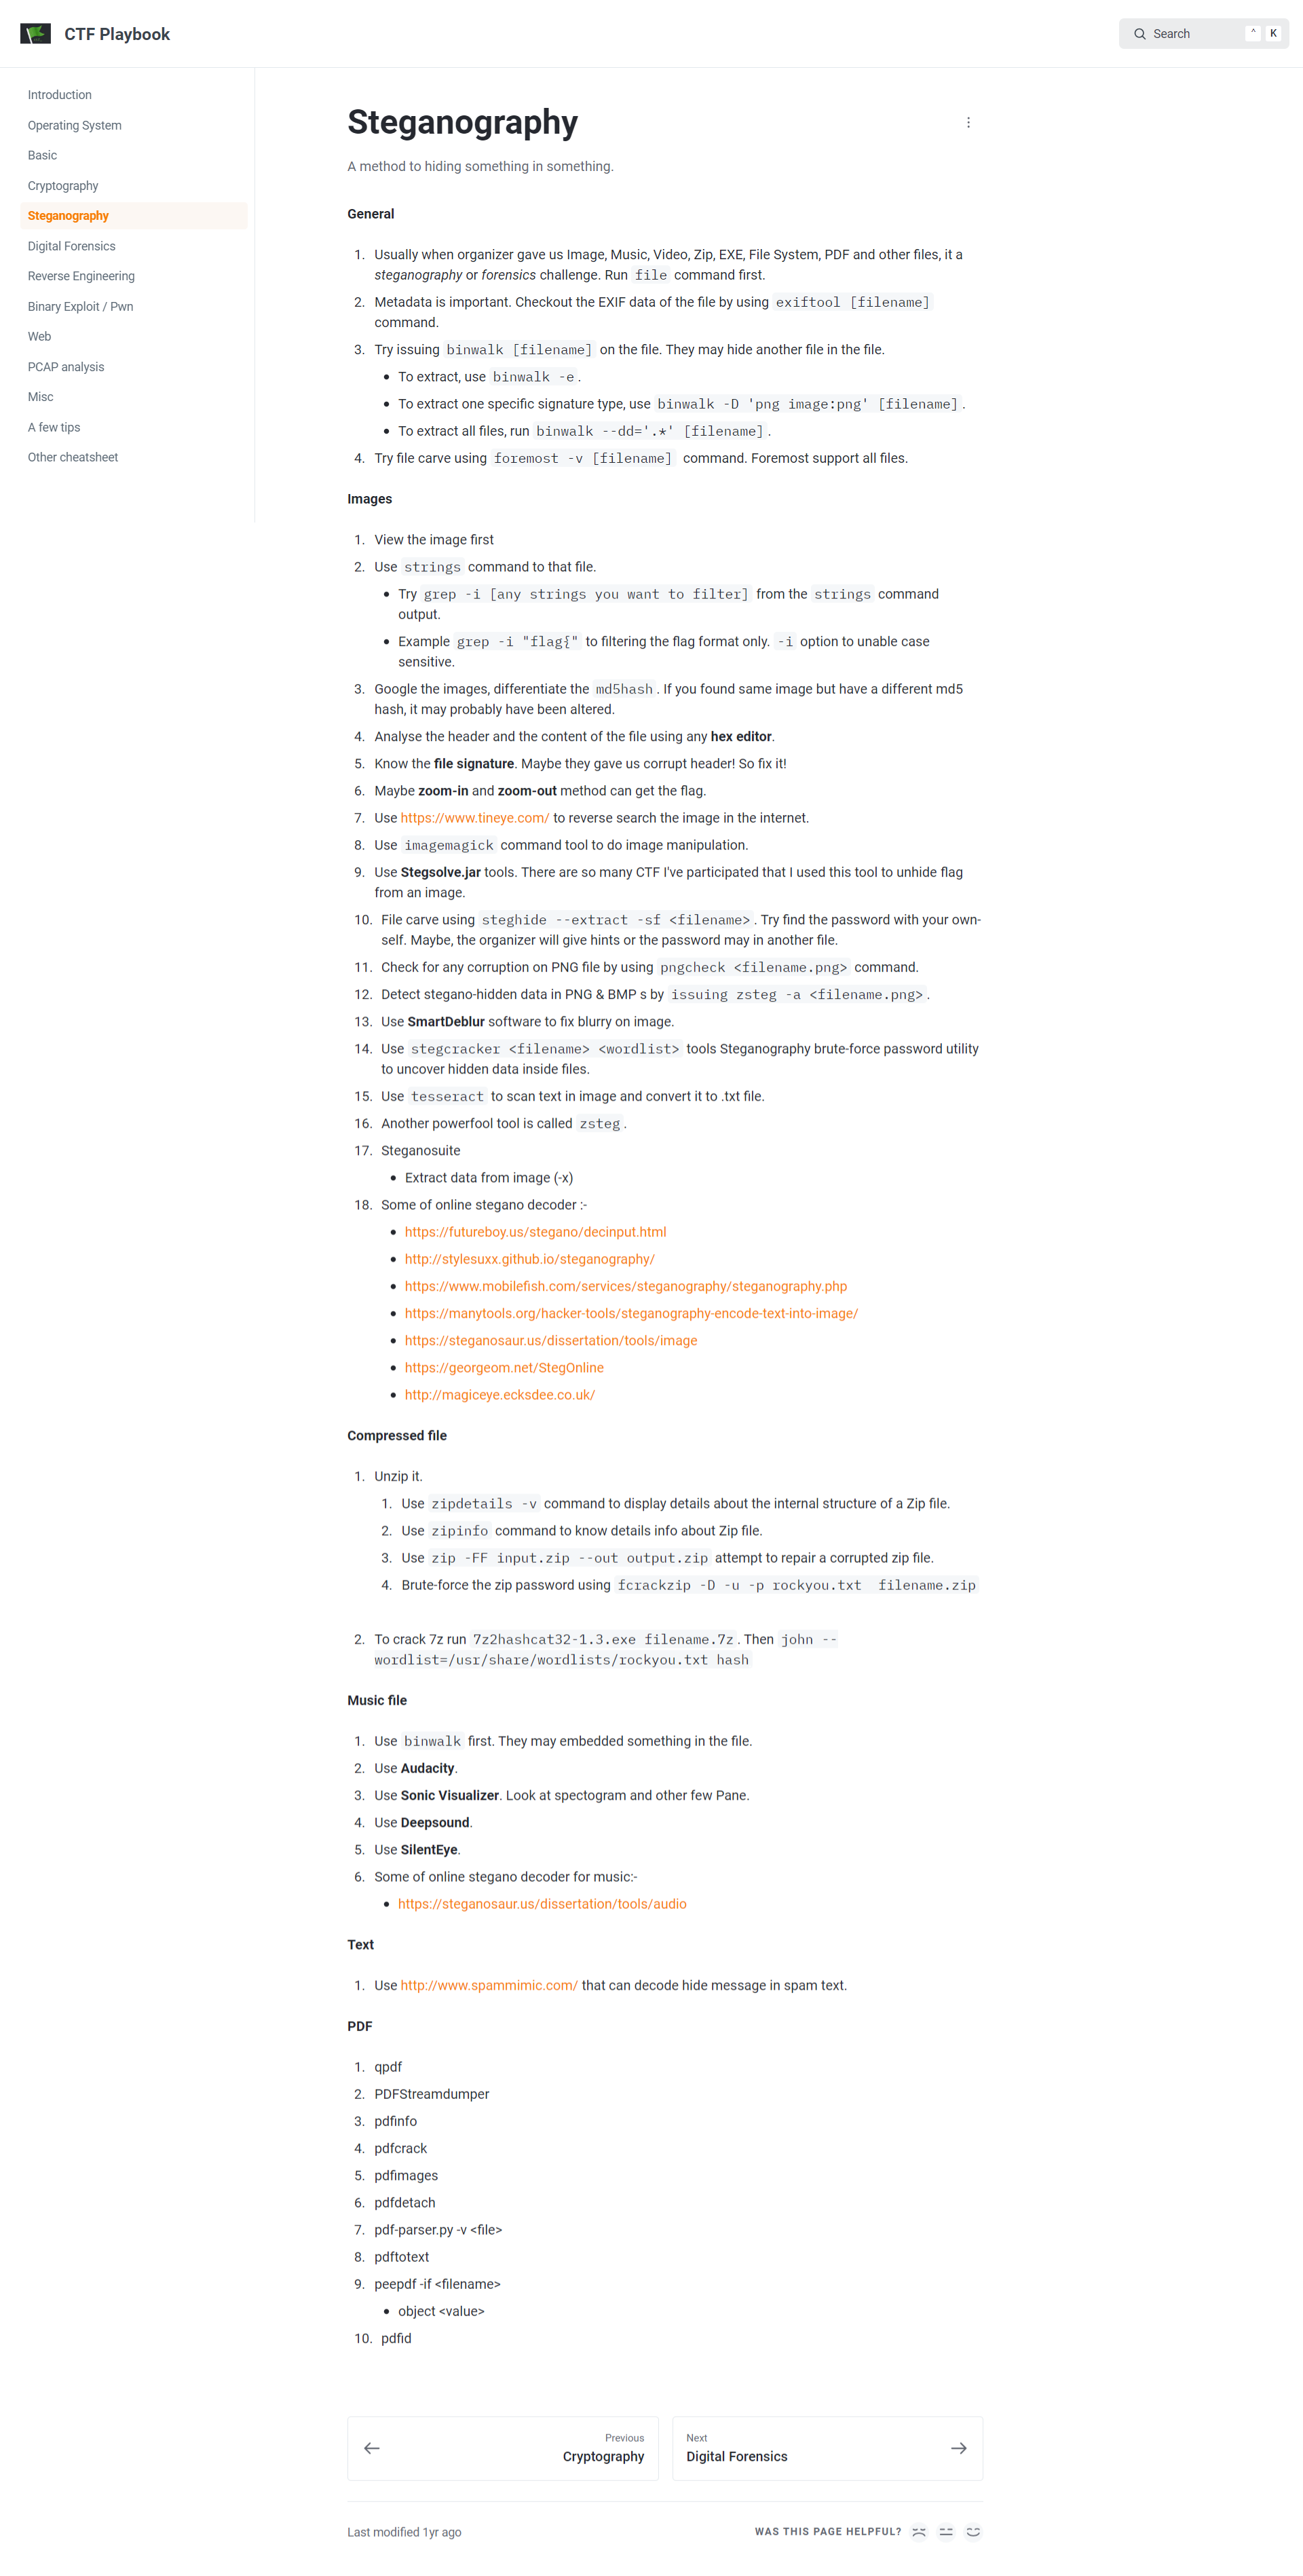 CTF Playbook
Search
^
K
Introduction
Operating System
Basic
Cryptography
Steganography
Digital Forensics
Reverse Engineering
Binary Exploit / Pwn
Web
PCAP analysis
Misc
A few tips
Other cheatsheet
Steganography
A method to hiding something in something.
General
1. Usually when organizer gave us Image, Music, Video, Zip, EXE, File System, PDF and other files, it a
steganography or forensics challenge. Run file command first.
2. Metadata is important. Checkout the EXIF data of the file by using exiftool [filename]
command.
3. Try issuing binwalk [filename] on the file. They may hide another file in the file.
• To extract, use binwalk -e.
• To extract one specific signature type, use binwalk -D 'png image:png' [filename].
• To extract all files, run binwalk --dd='.*' [filename].
4. Try file carve using foremost -v [filename] command. Foremost support all files.
Images
1. View the image first
2. Use strings command to that file.
• Try grep -i [any strings you want to filter] from the strings command
output.
• Example grep -i "flag{" to filtering the flag format only. -i option to unable case
sensitive.
3. Google the images, differentiate the md5hash. If you found same image but have a different md5
hash, it may probably have been altered.
4. Analyse the header and the content of the file using any hex editor.
5. Know the file signature. Maybe they gave us corrupt header! So fix it!
6. Maybe zoom-in and zoom-out method can get the flag.
7. Use https://www.tineye.com/ to reverse search the image in the internet.
8. Use imagemagick command tool to do image manipulation.
9. Use Stegsolve.jar tools. There are so many CTF I've participated that I used this tool to unhide flag
from an image.
10. File carve using steghide --extract -sf <filename>. Try find the password with your own-
self. Maybe, the organizer will give hints or the password may in another file.
11. Check for any corruption on PNG file by using pngcheck <filename.png> command.
12. Detect stegano-hidden data in PNG & BMP s by issuing zsteg -a <filename.png>.
13. Use SmartDeblur software to fix blurry on image.
14. Use stegcracker <filename> <wordlist> tools Steganography brute-force password utility
to uncover hidden data inside files.
15. Use tesseract to scan text in image and convert it to .txt file.
16. Another powerfool tool is called zsteg.
17. Steganosuite
• Extract data from image (-x)
18. Some of online stegano decoder :-
• https://futureboy.us/stegano/decinput.html
• http://stylesuxx.github.io/steganography/
• https://www.mobilefish.com/services/steganography/steganography.php
• https://manytools.org/hacker-tools/steganography-encode-text-into-image/
• https://steganosaur.us/dissertation/tools/image
• https://georgeom.net/StegOnline
• http://magiceye.ecksdee.co.uk/
Compressed file
1. Unzip it.
1. Use zipdetails -v command to display details about the internal structure of a Zip file.
2. Use zipinfo command to know details info about Zip file.
3. Use zip -FF input.zip --out output.zip attempt to repair a corrupted zip file.
4. Brute-force the zip password using fcrackzip -D -u -p rockyou.txt  filename.zip
2. To crack 7z run 7z2hashcat32-1.3.exe filename.7z. Then john --
wordlist=/usr/share/wordlists/rockyou.txt hash
Music file
1. Use binwalk first. They may embedded something in the file.
2. Use Audacity.
3. Use Sonic Visualizer. Look at spectogram and other few Pane.
4. Use Deepsound.
5. Use SilentEye.
6. Some of online stegano decoder for music:-
• https://steganosaur.us/dissertation/tools/audio
Text
1. Use http://www.spammimic.com/ that can decode hide message in spam text.
PDF
1. qpdf
2. PDFStreamdumper
3. pdfinfo
4. pdfcrack
5. pdfimages
6. pdfdetach
7. pdf-parser.py -v <file>
8. pdftotext
9. peepdf -if <filename>
• object <value>
10. pdfid
Previous
Cryptography
Next
Digital Forensics
Last modified 1yr ago
WAS THIS PAGE HELPFUL?